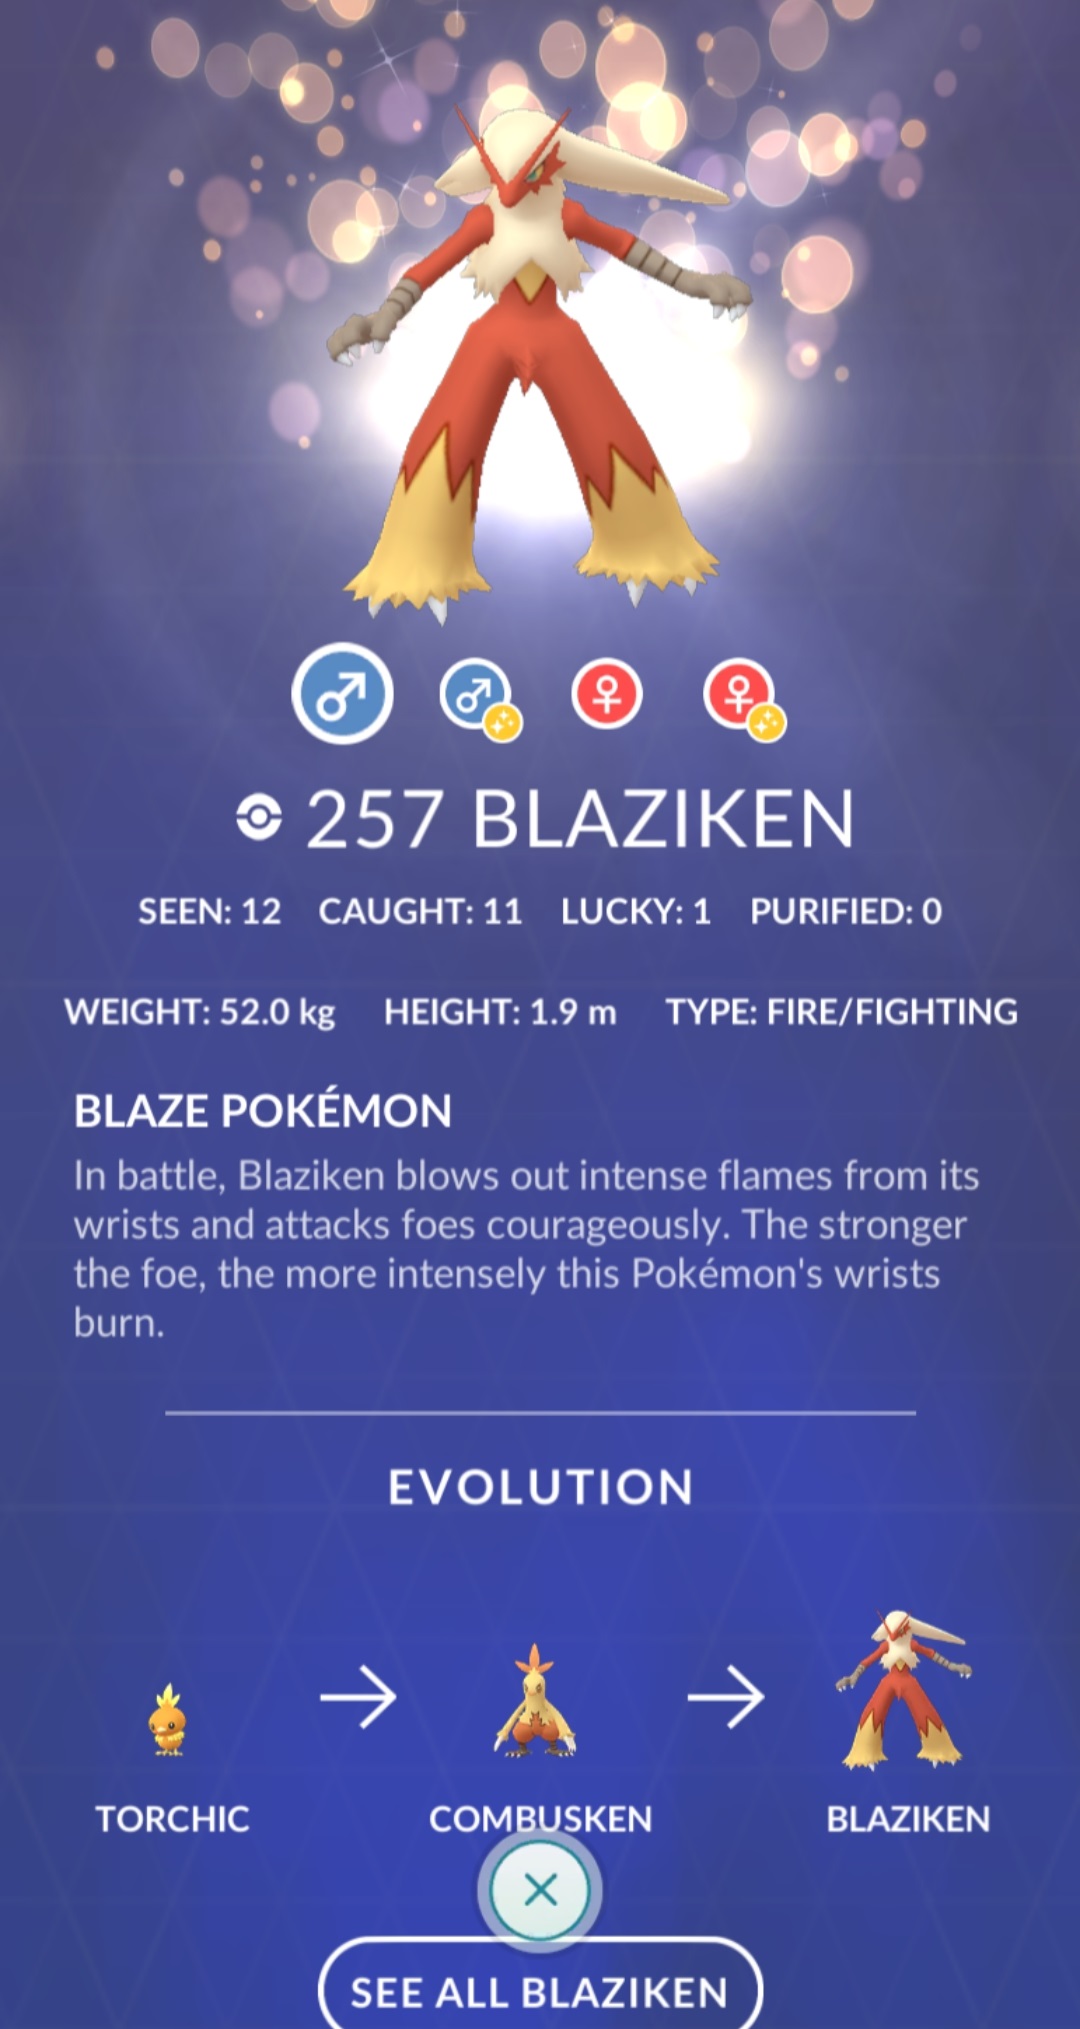 257 BLAZIKEN
SEEN: 12 CAUGHT: 11 LUCKY: 1 PURIFIED: 0
WEIGHT: 52.0 kg HEIGHT: 1.9 m TYPE: FIRE/FIGHTING
BLAZE POKÉMON
In battle, Blaziken blows out intense flames from its
wrists and attacks foes courageously. The stronger
the foe, the more intensely this Pokémon's wrists
burn.
EVOLUTION
TORCHIC COMBUSKEN BLAZIKEN
SEE ALL BLAZIKEN